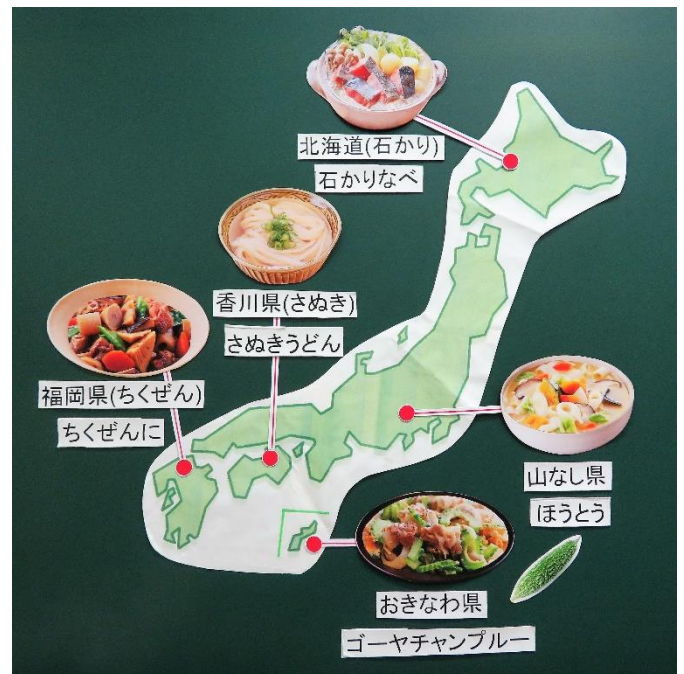 北海道(石かり)
石かりなべ
香川県(さぬき)
さぬきうどん
福岡県(ちくぜん)
ちくぜんに
山なし県
ほうとう
おきなわ県
ゴーヤチャンプルー